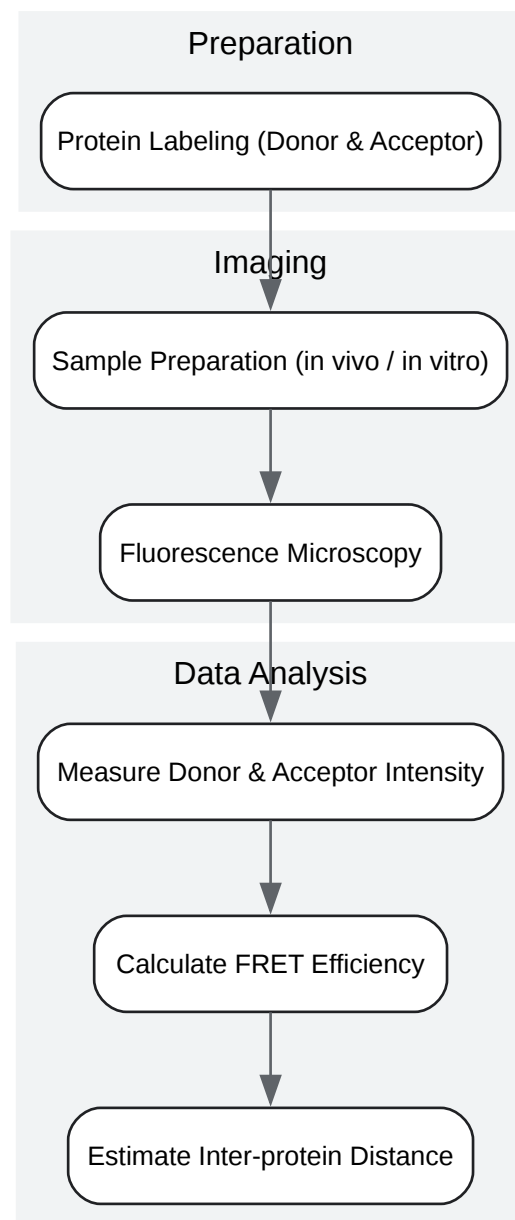 Preparation
Protein Labeling (Donor & Acceptor)
Imaging
Sample Preparation (in vivo / in vitro)
Fluorescence Microscopy
Data Analysis
Measure Donor & Acceptor Intensity
Calculate FRET Efficiency
Estimate Inter-protein Distance